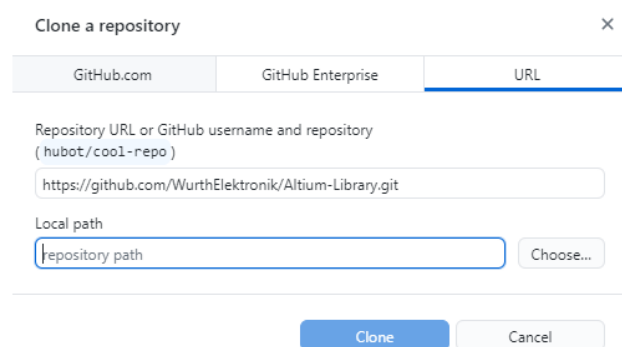 Clone a repository
GitHub.com
GitHub Enterprise
URL
Repository URL or GitHub username and repository
( hubot/cool-repo )
https://github.com/WurthElektronik/Altium-Library.git
Local path
repository path
Choose...
Clone
Cancel